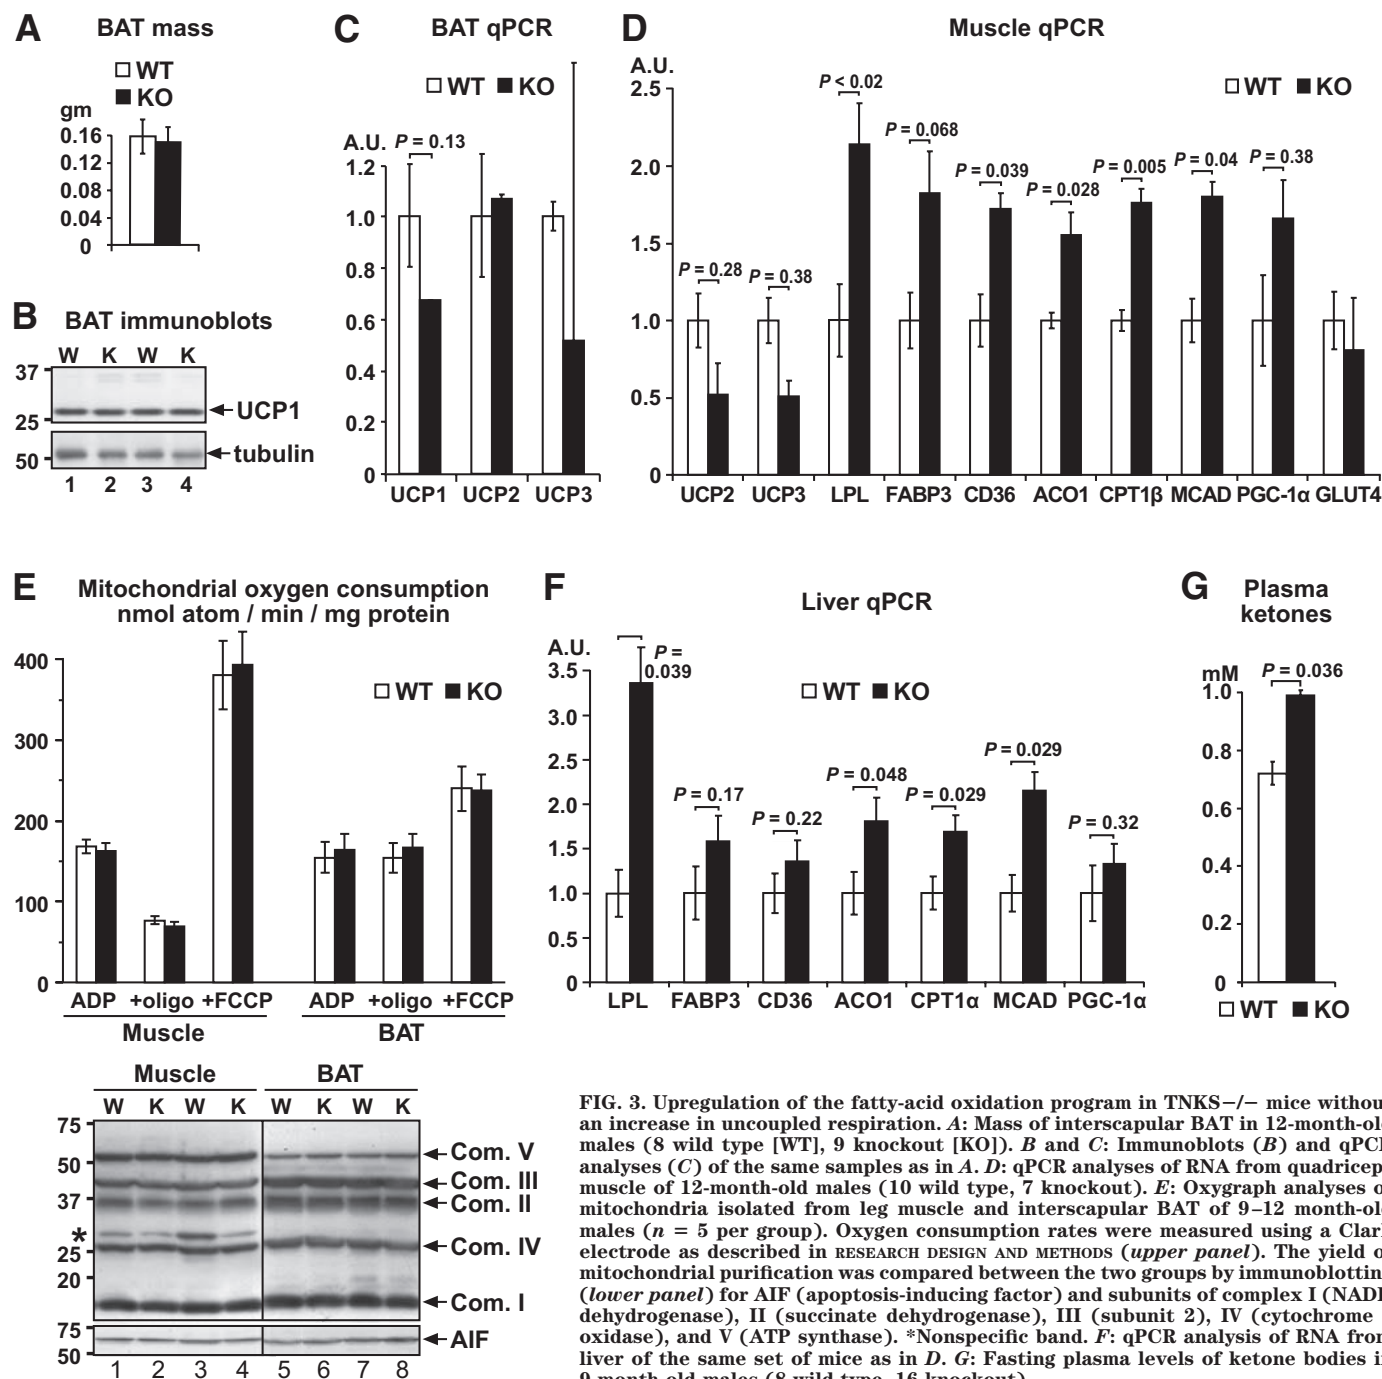 A BAT mass
WT
KO
gm
0.16
0.12
0.08
0.04
0
B BAT immunoblots
W K W K
37
25
UCP1
50
tubulin
1 2 3 4
C BAT qPCR
WT KO
A.U.
P = 0.13
1.2
1.0
0.8
0.6
0.4
0.2
0
UCP1 UCP2 UCP3
D Muscle qPCR
A.U.
WT KO
2.5
2.0
1.5
1.0
0.5
0
P = 0.28
P = 0.38
P < 0.02
P = 0.068
P = 0.039
P = 0.028
P = 0.005
P = 0.04
P = 0.38
UCP2 UCP3 LPL FABP3 CD36 ACO1 CPT1β MCAD PGC-1α GLUT4
E Mitochondrial oxygen consumption
nmol atom / min / mg protein
WT KO
400
300
200
100
0
ADP +oligo +FCCP ADP +oligo +FCCP
Muscle BAT
Muscle BAT
W K W K W K W K
75
50
37
*
25
20
Com. V
Com. III
Com. II
Com. IV
Com. I
75
50
AIF
1 2 3 4 5 6 7 8
F Liver qPCR
A.U.
WT KO
3.5
3.0
2.5
2.0
1.5
1.0
0.5
0
P =
0.039
P = 0.17
P = 0.22
P = 0.048
P = 0.029
P = 0.029
P = 0.32
LPL FABP3 CD36 ACO1 CPT1α MCAD PGC-1α
G Plasma
ketones
mM
P = 0.036
1.0
0.8
0.6
0.4
0.2
0
WT KO
FIG. 3. Upregulation of the fatty-acid oxidation program in TNKS−/− mice withou
an increase in uncoupled respiration. A: Mass of interscapular BAT in 12-month-ol
males (8 wild type [WT], 9 knockout [KO]). B and C: Immunoblots (B) and qPCR
analyses (C) of the same samples as in A. D: qPCR analyses of RNA from quadricep
muscle of 12-month-old males (10 wild type, 7 knockout). E: Oxygraph analyses o
mitochondria isolated from leg muscle and interscapular BAT of 9–12 month-ol
males (n = 5 per group). Oxygen consumption rates were measured using a Clar
electrode as described in RESEARCH DESIGN AND METHODS (upper panel). The yield o
mitochondrial purification was compared between the two groups by immunoblottin
(lower panel) for AIF (apoptosis-inducing factor) and subunits of complex I (NADH
dehydrogenase), II (succinate dehydrogenase), III (subunit 2), IV (cytochrome
oxidase), and V (ATP synthase). *Nonspecific band. F: qPCR analysis of RNA from
liver of the same set of mice as in D. G: Fasting plasma levels of ketone bodies i
9-month-old males (8 wild type, 16 knockout)